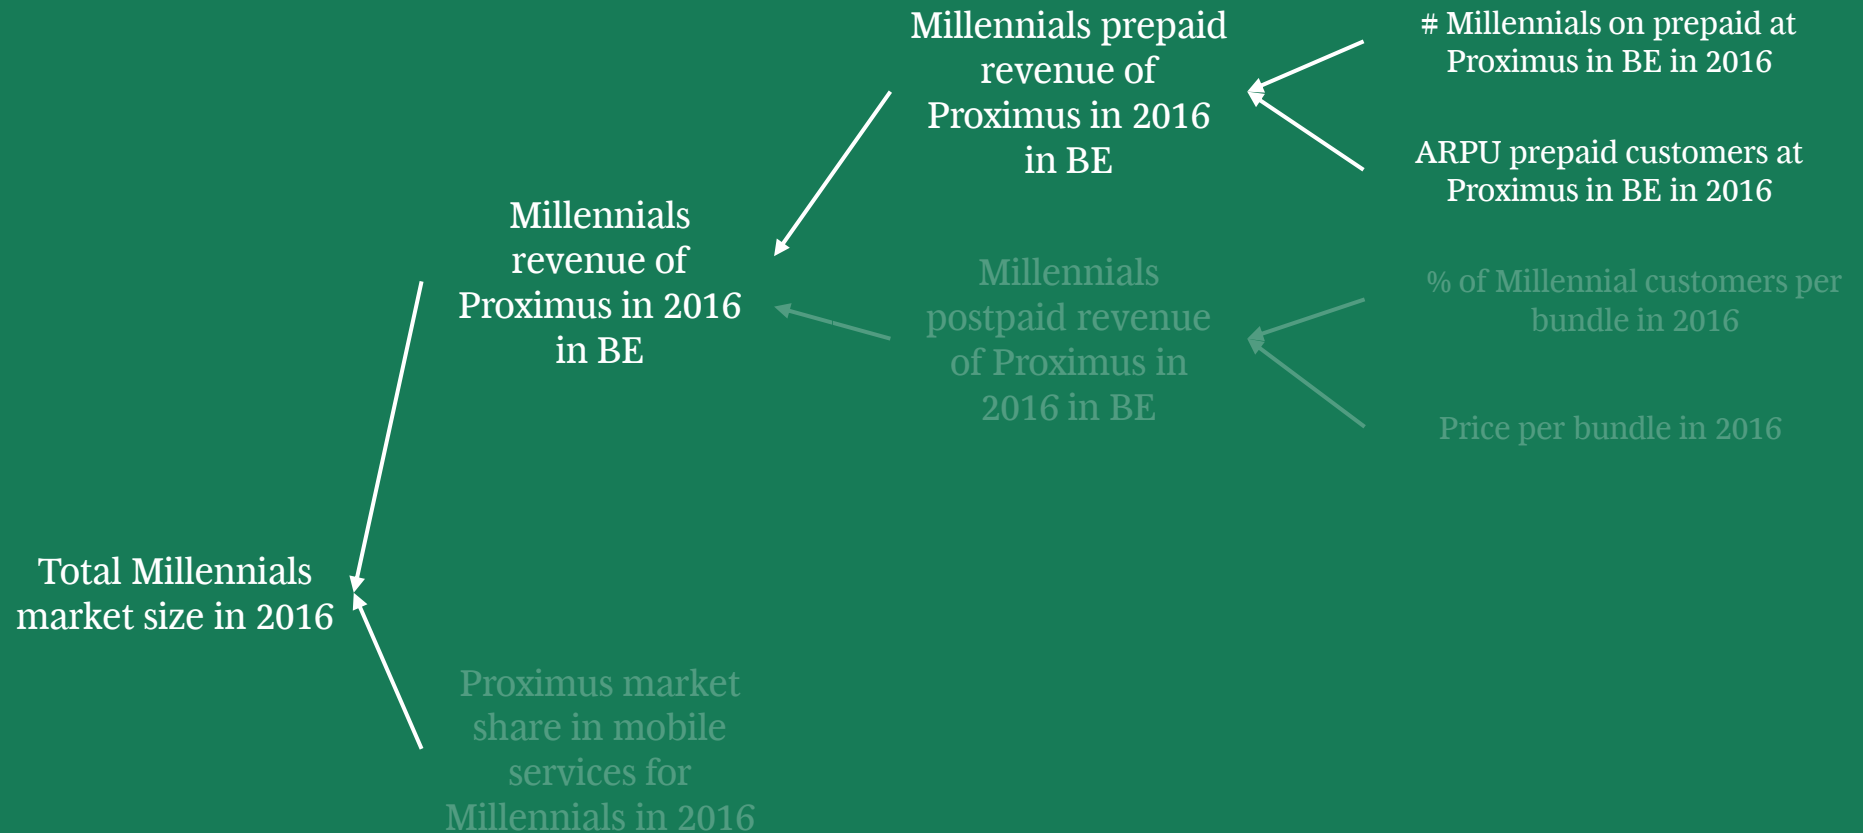 Millennials prepaid
revenue of
Proximus in 2016
in BE
# Millennials on prepaid at
Proximus in BE in 2016
ARPU prepaid customers at
Proximus in BE in 2016
Millennials
revenue of
Proximus in 2016
in BE
Millennials
postpaid revenue
of Proximus in
2016 in BE
% of Millennial customers per
bundle in 2016
Price per bundle in 2016
Total Millennials
market size in 2016
Proximus market
share in mobile
services for
Millennials in 2016